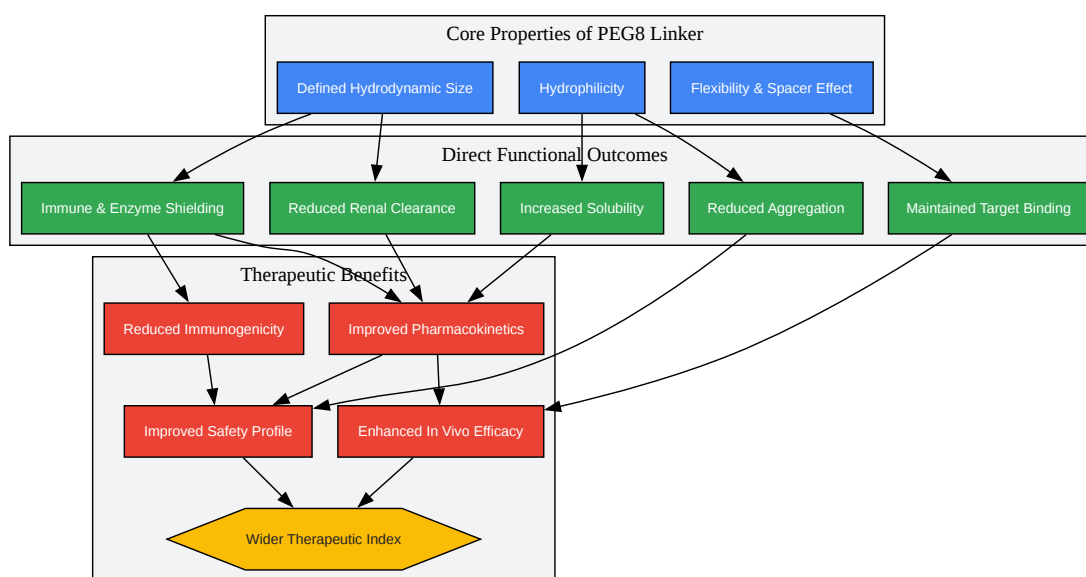 Core Properties of PEG8 Linker
Defined Hydrodynamic Size
Hydrophilicity
Flexibility & Spacer Effect
Direct Functional Outcomes
Immune & Enzyme Shielding
Reduced Renal Clearance
Increased Solubility
Reduced Aggregation
Maintained Target Binding
Therapeutic Benefits
Reduced Immunogenicity
Improved Pharmacokinetics
Improved Safety Profile
Enhanced In Vivo Efficacy
Wider Therapeutic Index